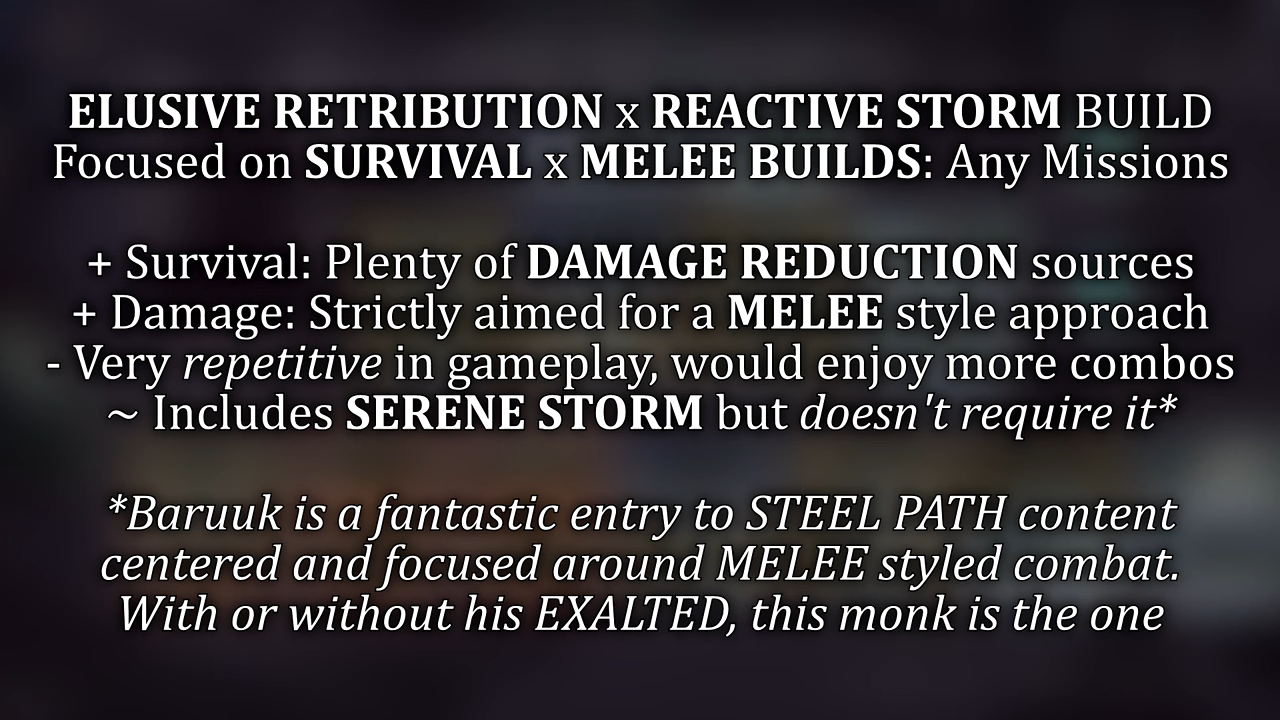 ELUSIVE RETRIBUTION x REACTIVE STORM BUILD
Focused on SURVIVAL x MELEE BUILDS: Any Missions
+ Survival: Plenty of DAMAGE REDUCTION sources
+ Damage: Strictly aimed for a MELEE style approach
- Very repetitive in gameplay, would enjoy more combos
~ Includes SERENE STORM but doesn't require it*
*Baruuk is a fantastic entry to STEEL PATH content
centered and focused around MELEE styled combat.
With or without his EXALTED, this monk is the one